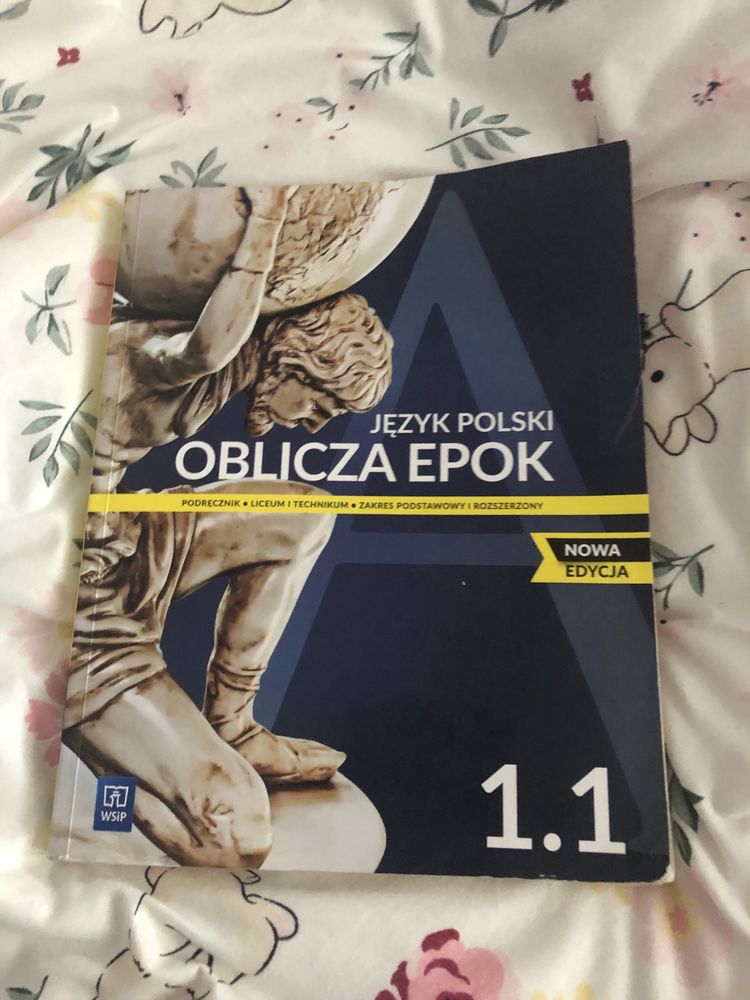 JĘZYK POLSKI
OBLICZA EPOK
PODRĘCZNIK • LICEUM I TECHNIKUM • ZAKRES PODSTAWOWY I ROZSZERZONY
NOWA
EDYCJA
1.1
WSiP